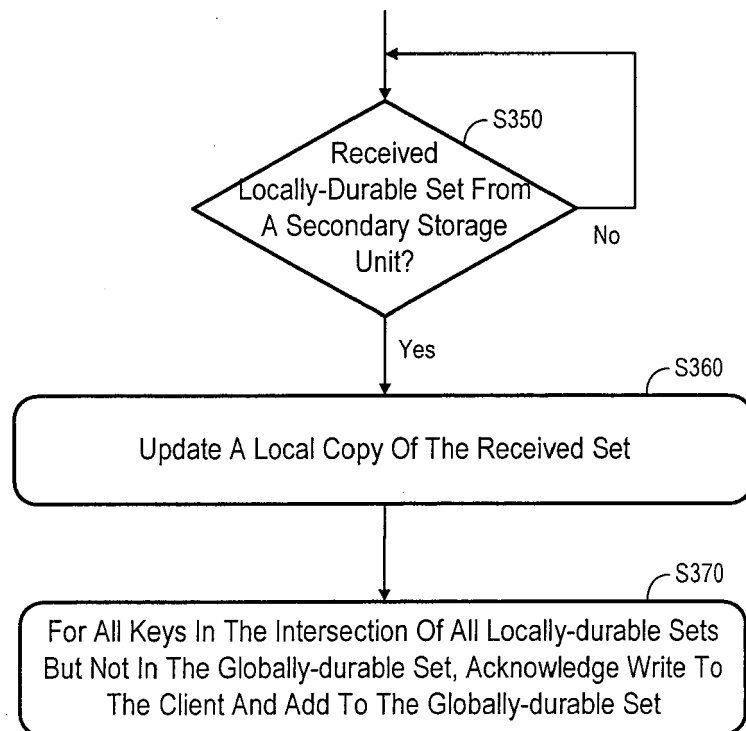 S350
Received
Locally-Durable Set From
A Secondary Storage
Unit?
No
Yes
S360
Update A Local Copy Of The Received Set
S370
For All Keys In The Intersection Of All Locally-durable Sets
But Not In The Globally-durable Set, Acknowledge Write To
The Client And Add To The Globally-durable Set